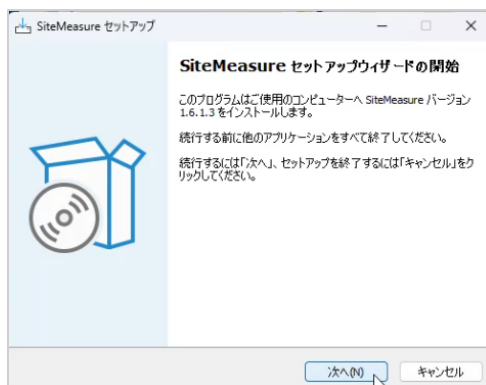 SiteMeasure セットアップ
SiteMeasure セットアップウィザードの開始
このプログラムはご使用のコンピューターへ SiteMeasure バージョン
1.6.1.3 をインストールします。
続行する前に他のアプリケーションをすべて終了してください。
続行するには「次へ」、セットアップを終了するには「キャンセル」をク
リックしてください。
次へ(N)
キャンセル